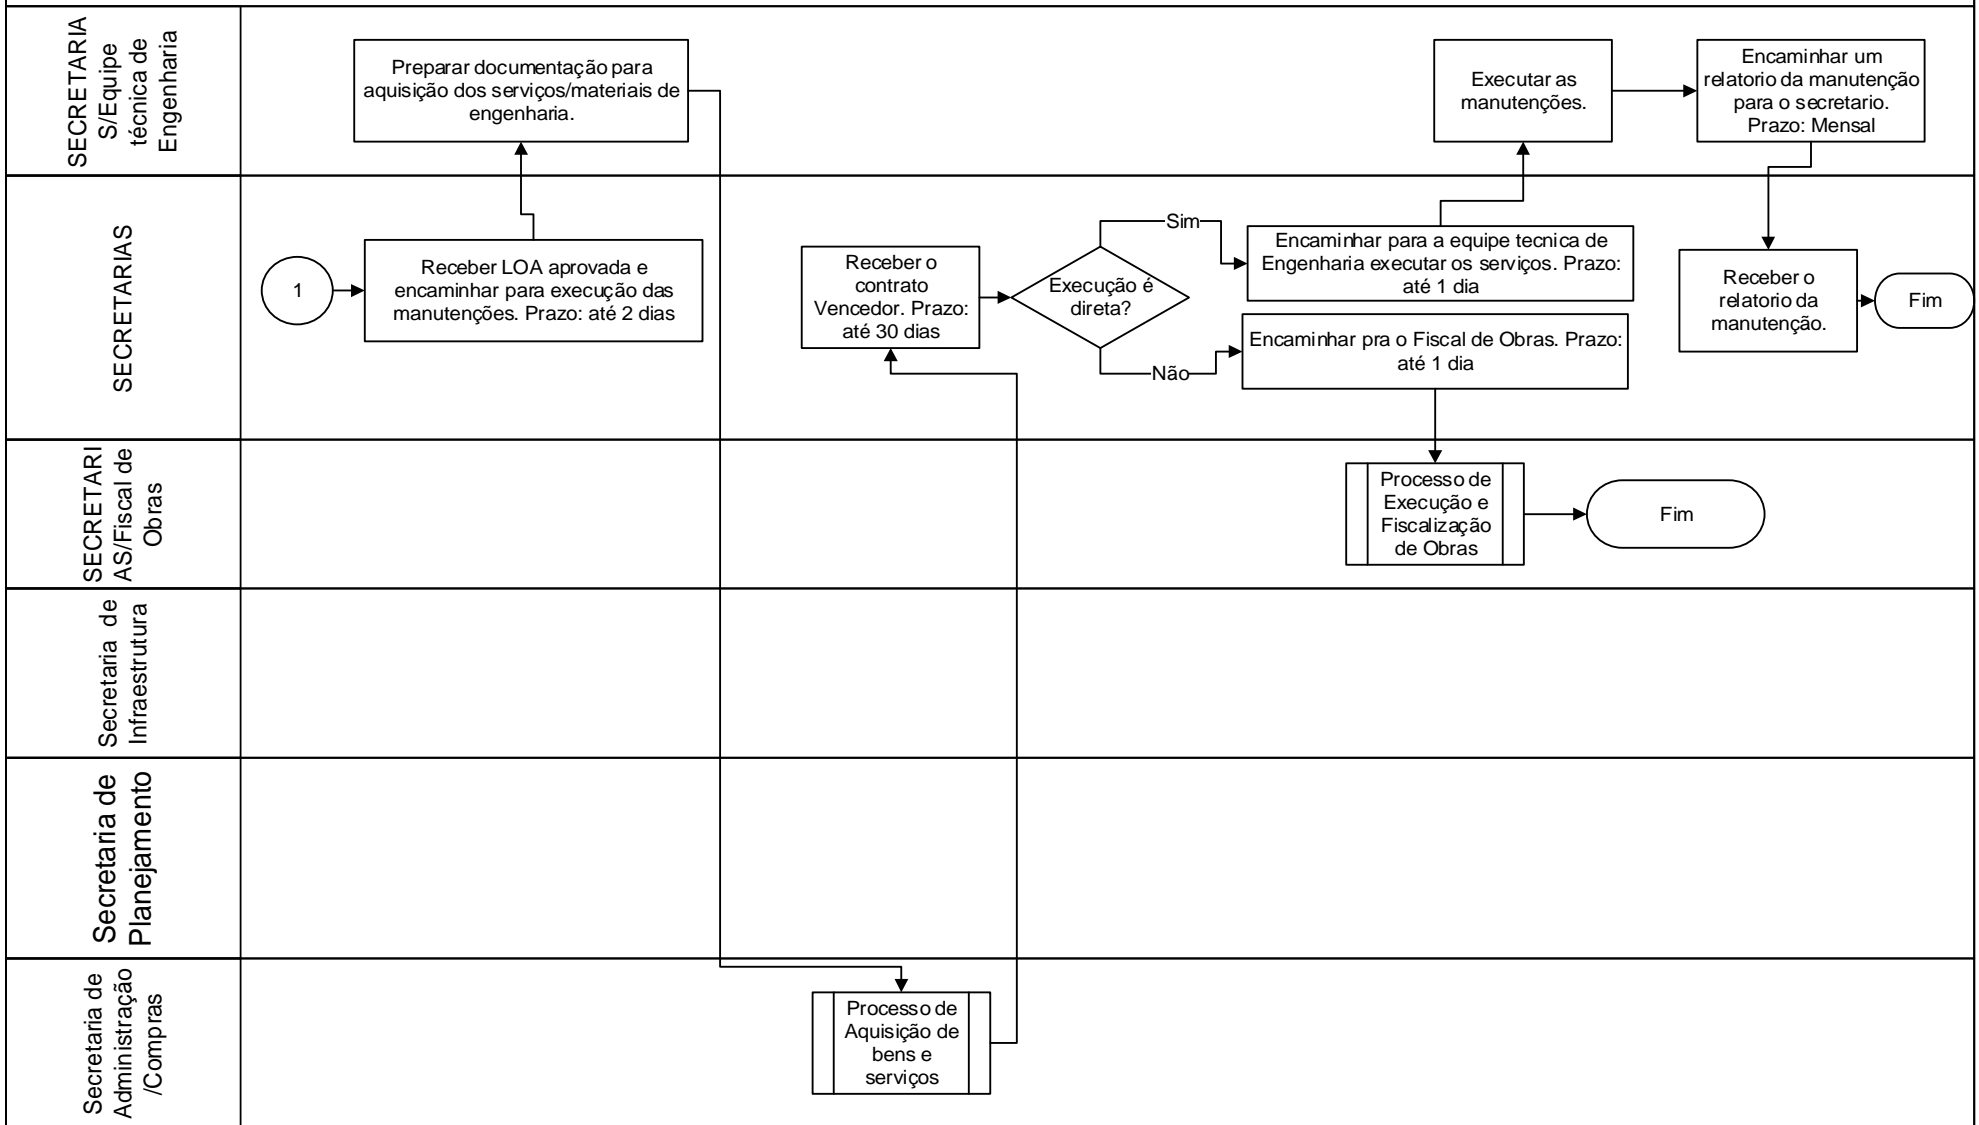 SECRETARIA
S/Equipe
técnica de
Engenharia
Preparar documentação para
aquisição dos serviços/materiais de
engenharia.
Executar as
manutenções.
Encaminhar um
relatorio da manutenção
para o secretario.
Prazo: Mensal
SECRETARIAS
1
Receber LOA aprovada e
encaminhar para execução das
manutenções. Prazo: até 2 dias
Receber o
contrato
Vencedor. Prazo:
até 30 dias
Execução é
direta?
Sim
Encaminhar para a equipe tecnica de
Engenharia executar os serviços. Prazo:
até 1 dia
Não
Encaminhar pra o Fiscal de Obras. Prazo:
até 1 dia
Receber o
relatorio da
manutenção.
Fim
SECRETARI
AS/Fiscal de
Obras
Processo de
Execução e
Fiscalização
de Obras
Fim
Secretaria de
Infraestrutura
Secretaria de
Planejamento
Secretaria de
Administração
/Compras
Processo de
Aquisição de
bens e
serviços